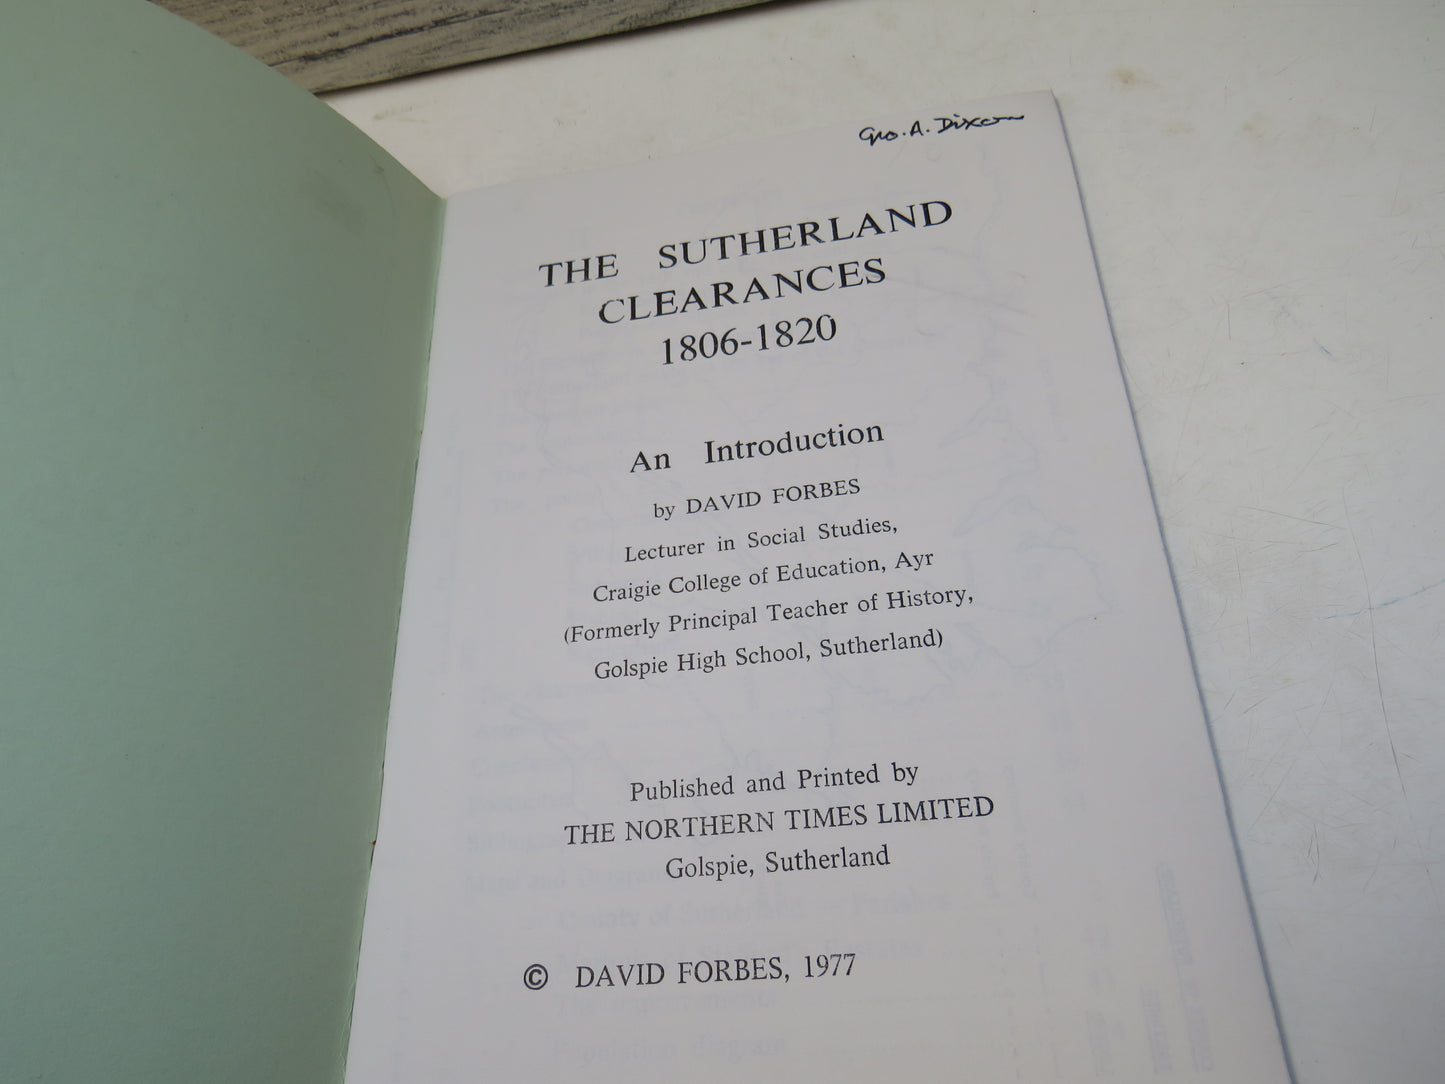 Geo. A. Dixon
THE SUTHERLAND
CLEARANCES
1806-1820
An Introduction
by DAVID FORBES
Lecturer in Social Studies,
Craigie College of Education, Ayr
(Formerly Principal Teacher of History,
Golspie High School, Sutherland)
Published and Printed by
THE NORTHERN TIMES LIMITED
Golspie, Sutherland
© DAVID FORBES, 1977